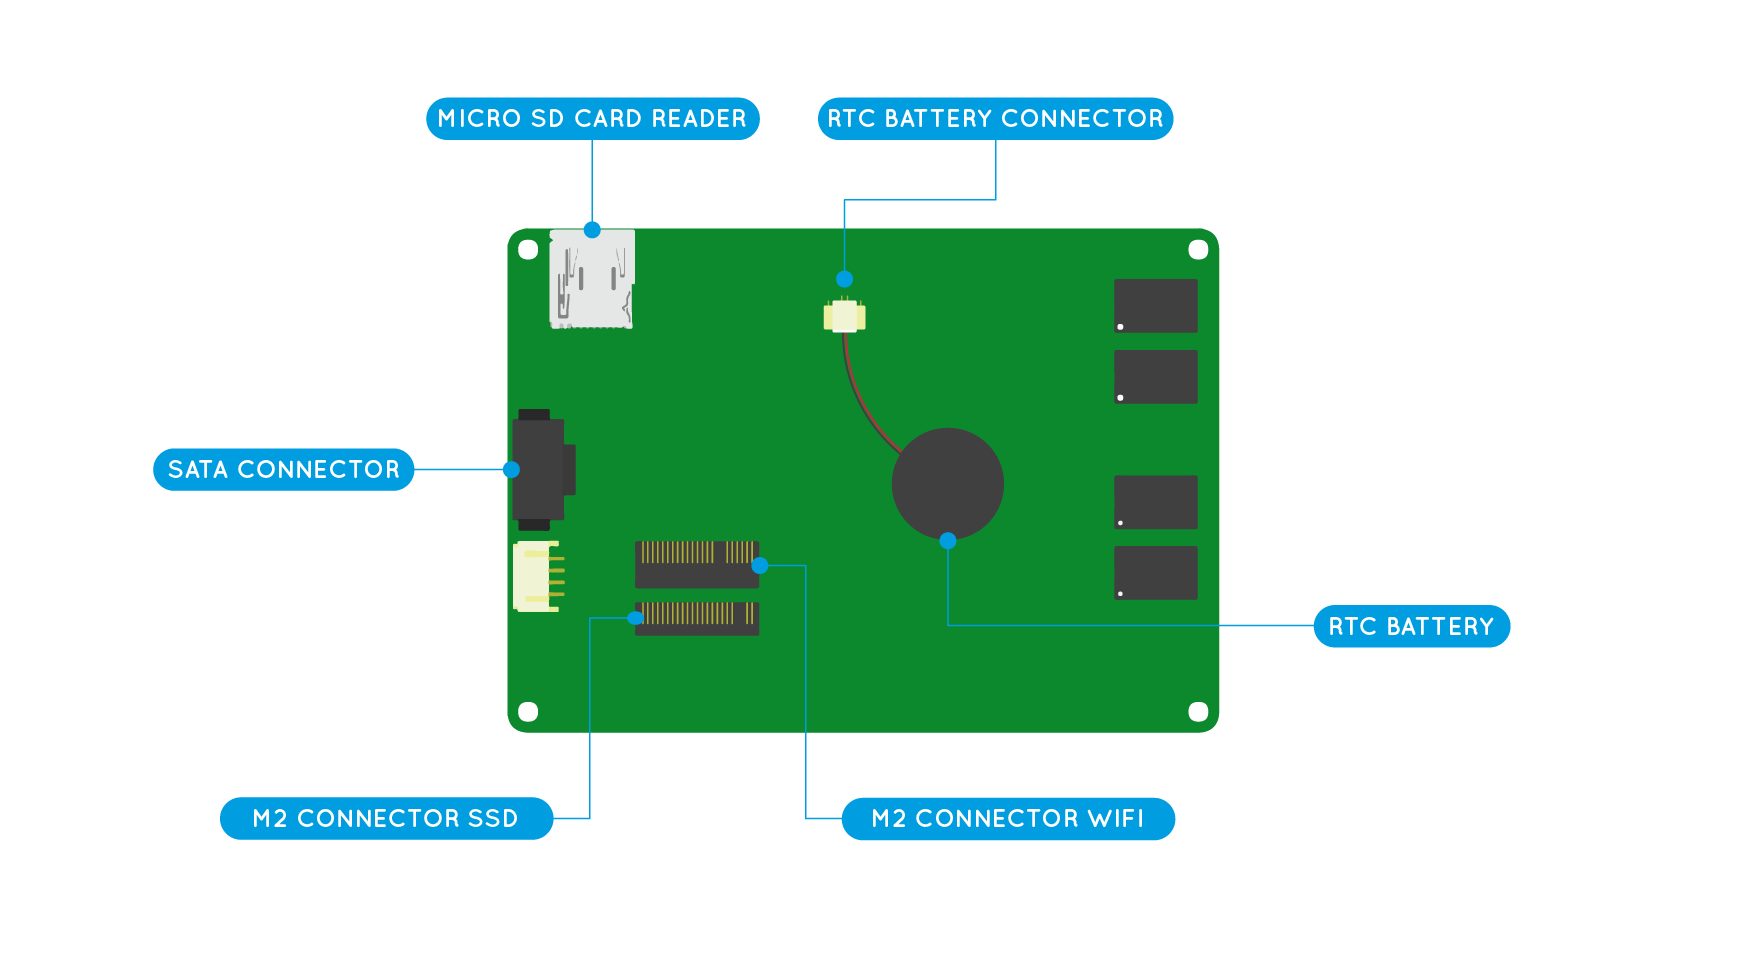 MICRO SD CARD READER
RTC BATTERY CONNECTOR
SATA CONNECTOR
RTC BATTERY
M2 CONNECTOR SSD
M2 CONNECTOR WIFI